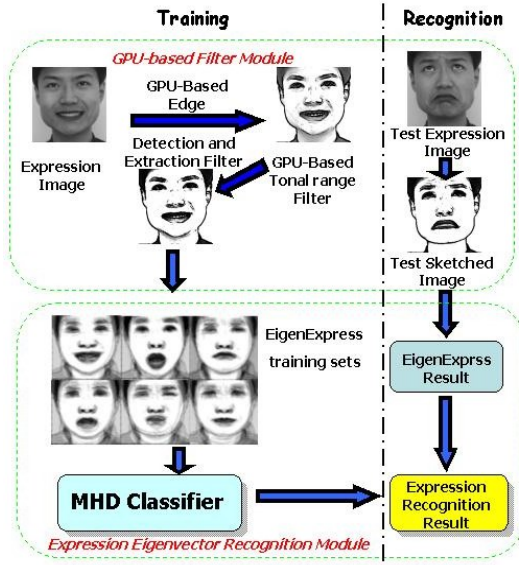 Training
Recognition
GPU-based Filter Module
GPU-Based
Edge
Detection and
Extraction Filter
Expression
Image
GPU-Based
Tonal range
Filter
Test Expression
Image
Test Sketched
Image
EigenExpress
training sets
EigenExprss
Result
MHD Classifier
Expression
Recognition
Result
Expression Eigenvector Recognition Module